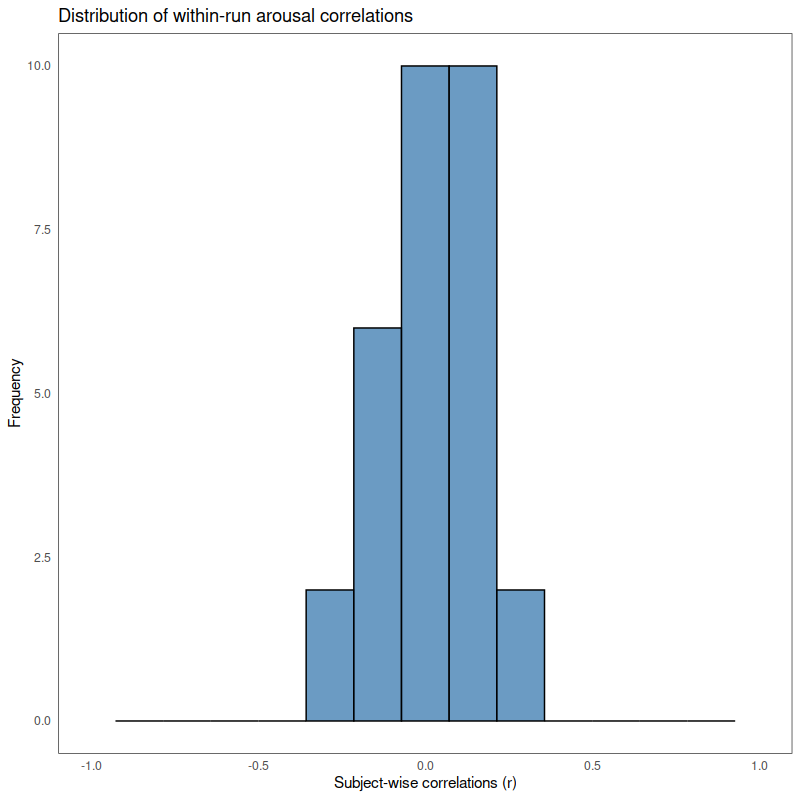 Distribution of within-run arousal correlations
10.0
7.5
5.0
2.5
0.0
Frequency
-1.0 -0.5 0.0 0.5 1.0
Subject-wise correlations (r)